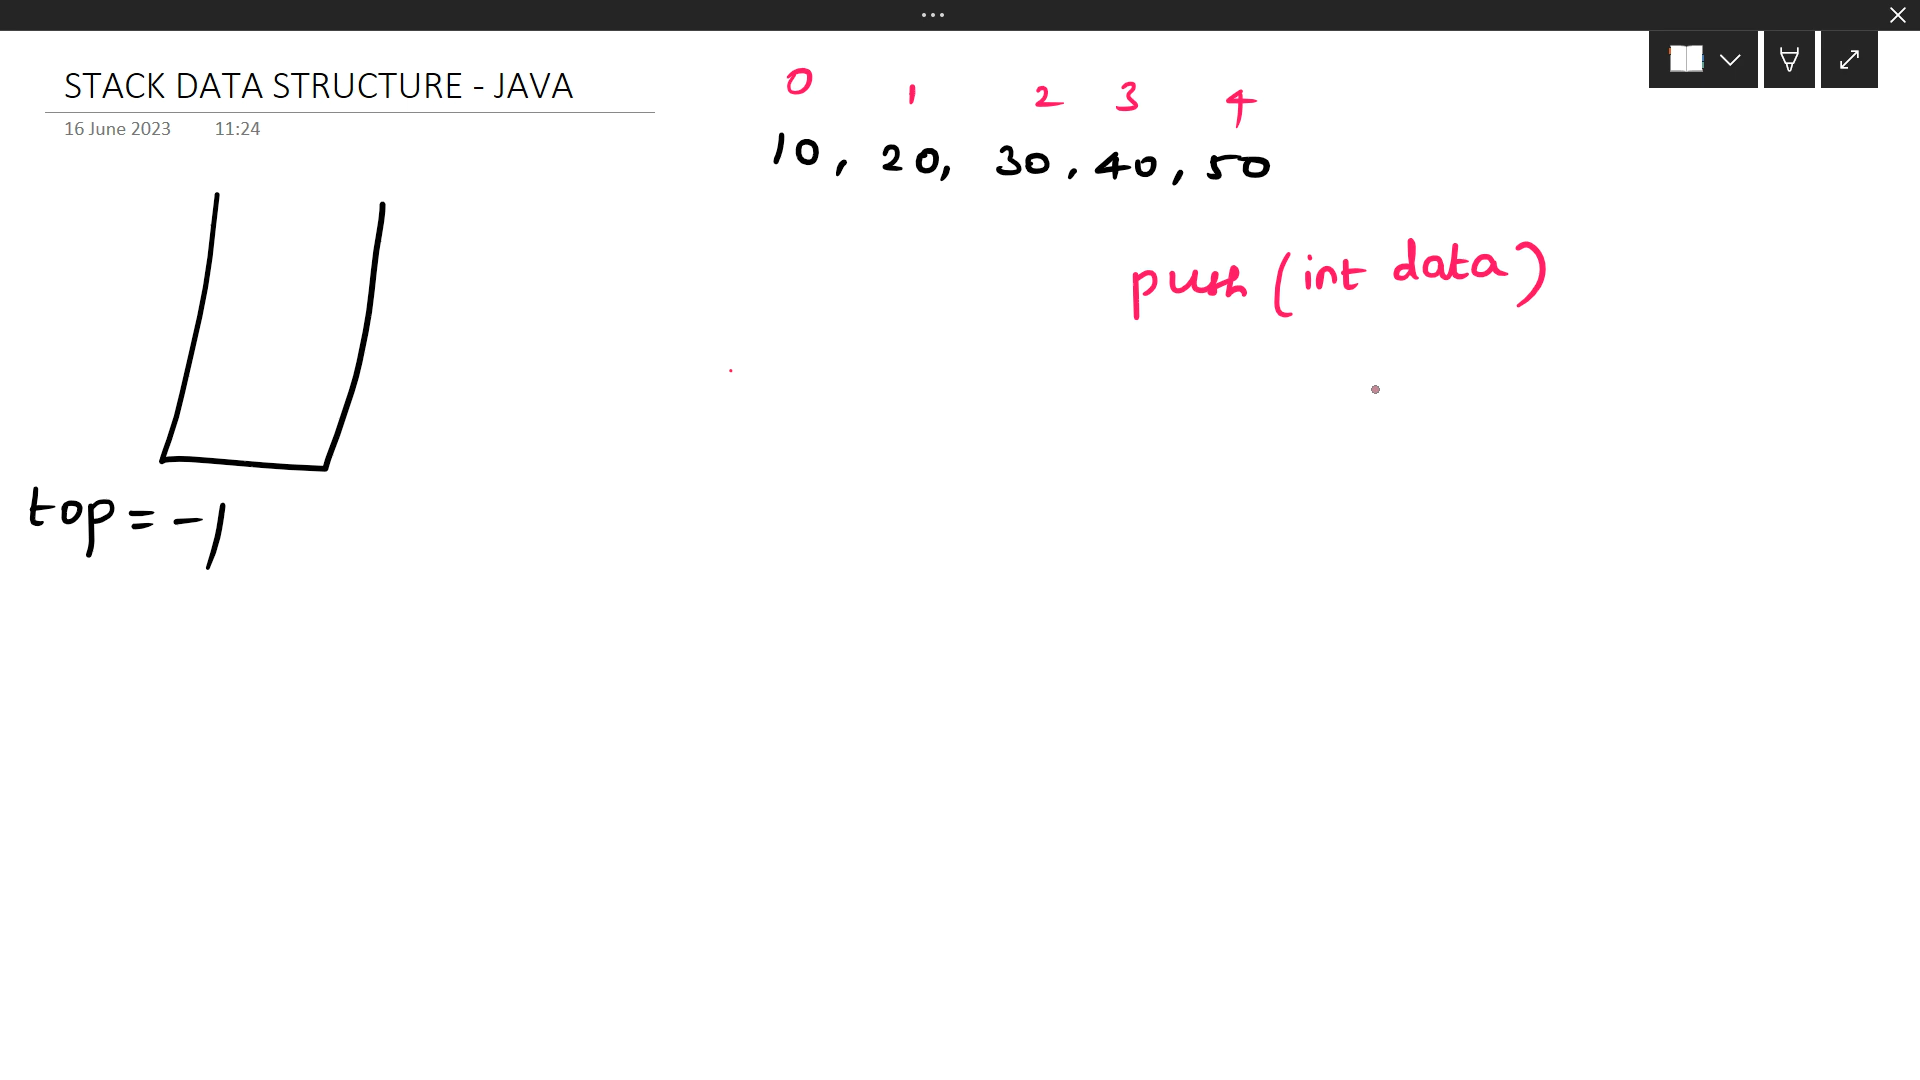 STACK DATA STRUCTURE - JAVA
16 June 2023 11:24
0 1 2 3 4
10, 20, 30, 40, 50
push (int data)
top = -1